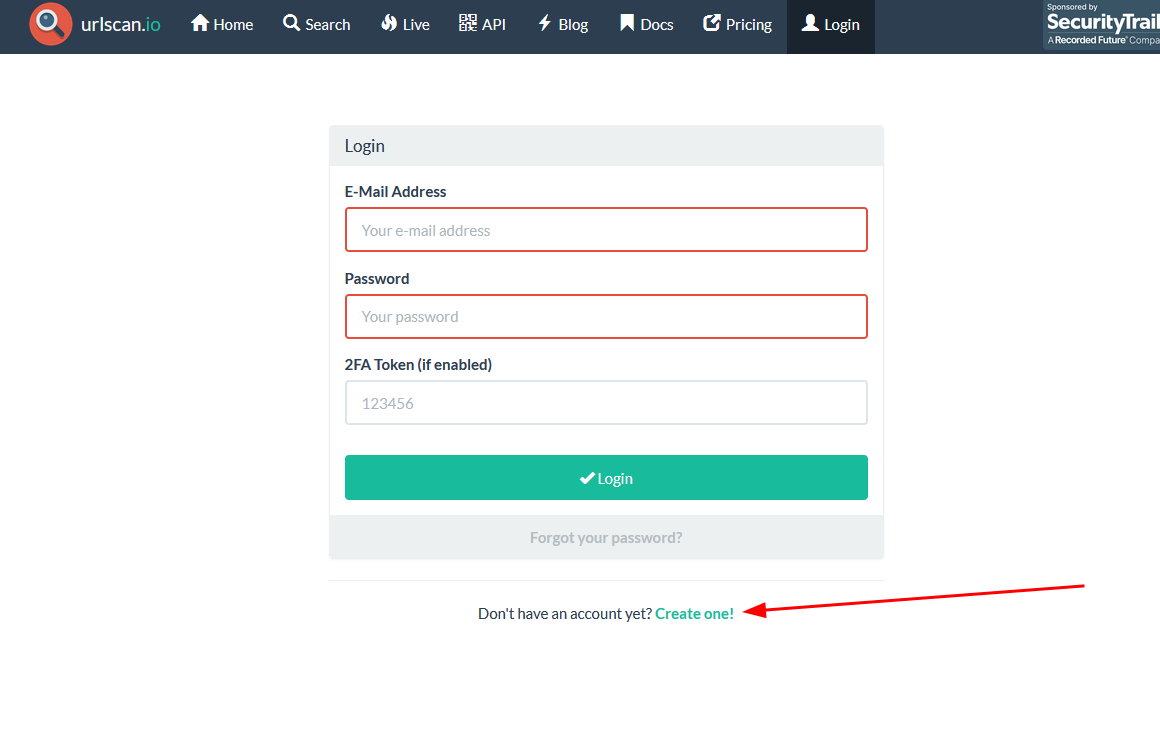 urlscan.io Home Search Live API Blog Docs Pricing Login
Sponsored by
SecurityTrail
A Recorded Future® Compa
Login
E-Mail Address
Your e-mail address
Password
Your password
2FA Token (if enabled)
123456
Login
Forgot your password?
Don't have an account yet? Create one!